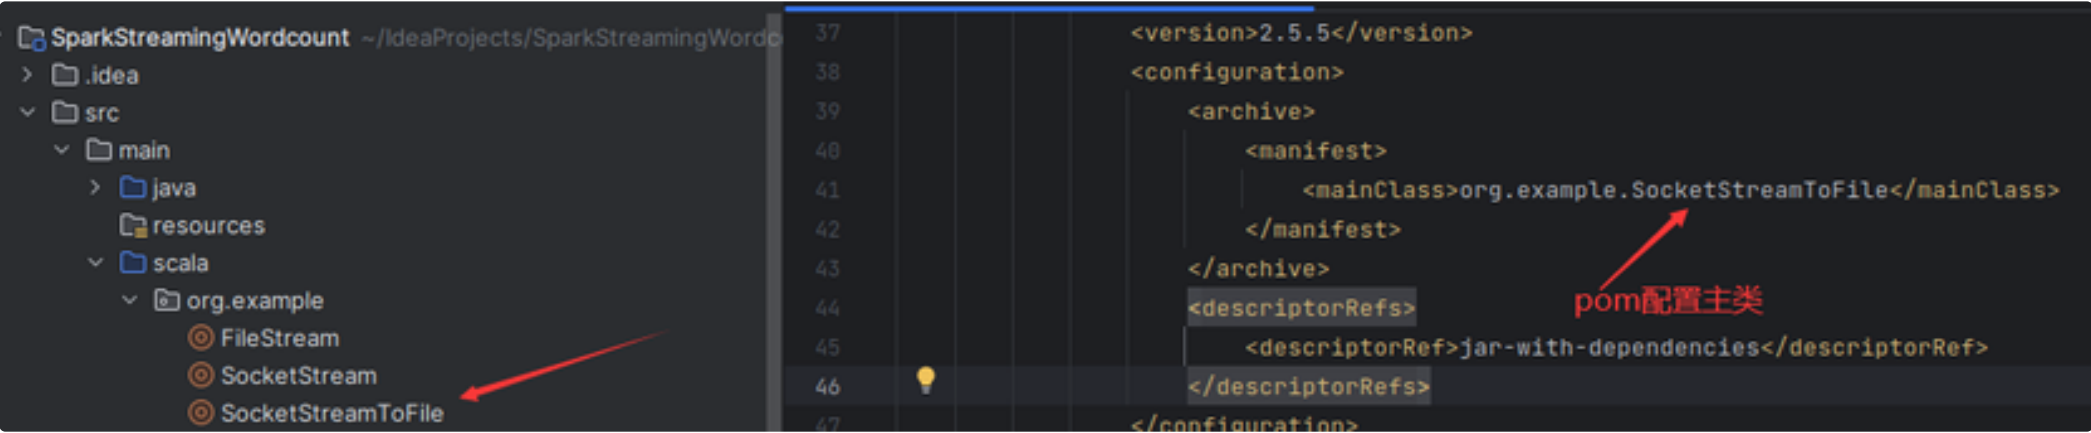 SparkStreamingWordcount ~/IdeaProjects/SparkStreamingWordc
.idea
src
main
java
resources
scala
org.example
FileStream
SocketStream
SocketStreamToFile
37 <version>2.5.5</version>
38 <configuration>
39 <archive>
40 <manifest>
41 <mainClass>org.example.SocketStreamToFile</mainClass>
42 </manifest>
43 </archive>
pom配置主类
44 <descriptorRefs>
45 <descriptorRef>jar-with-dependencies</descriptorRef>
46 </descriptorRefs>
47 </configuration>